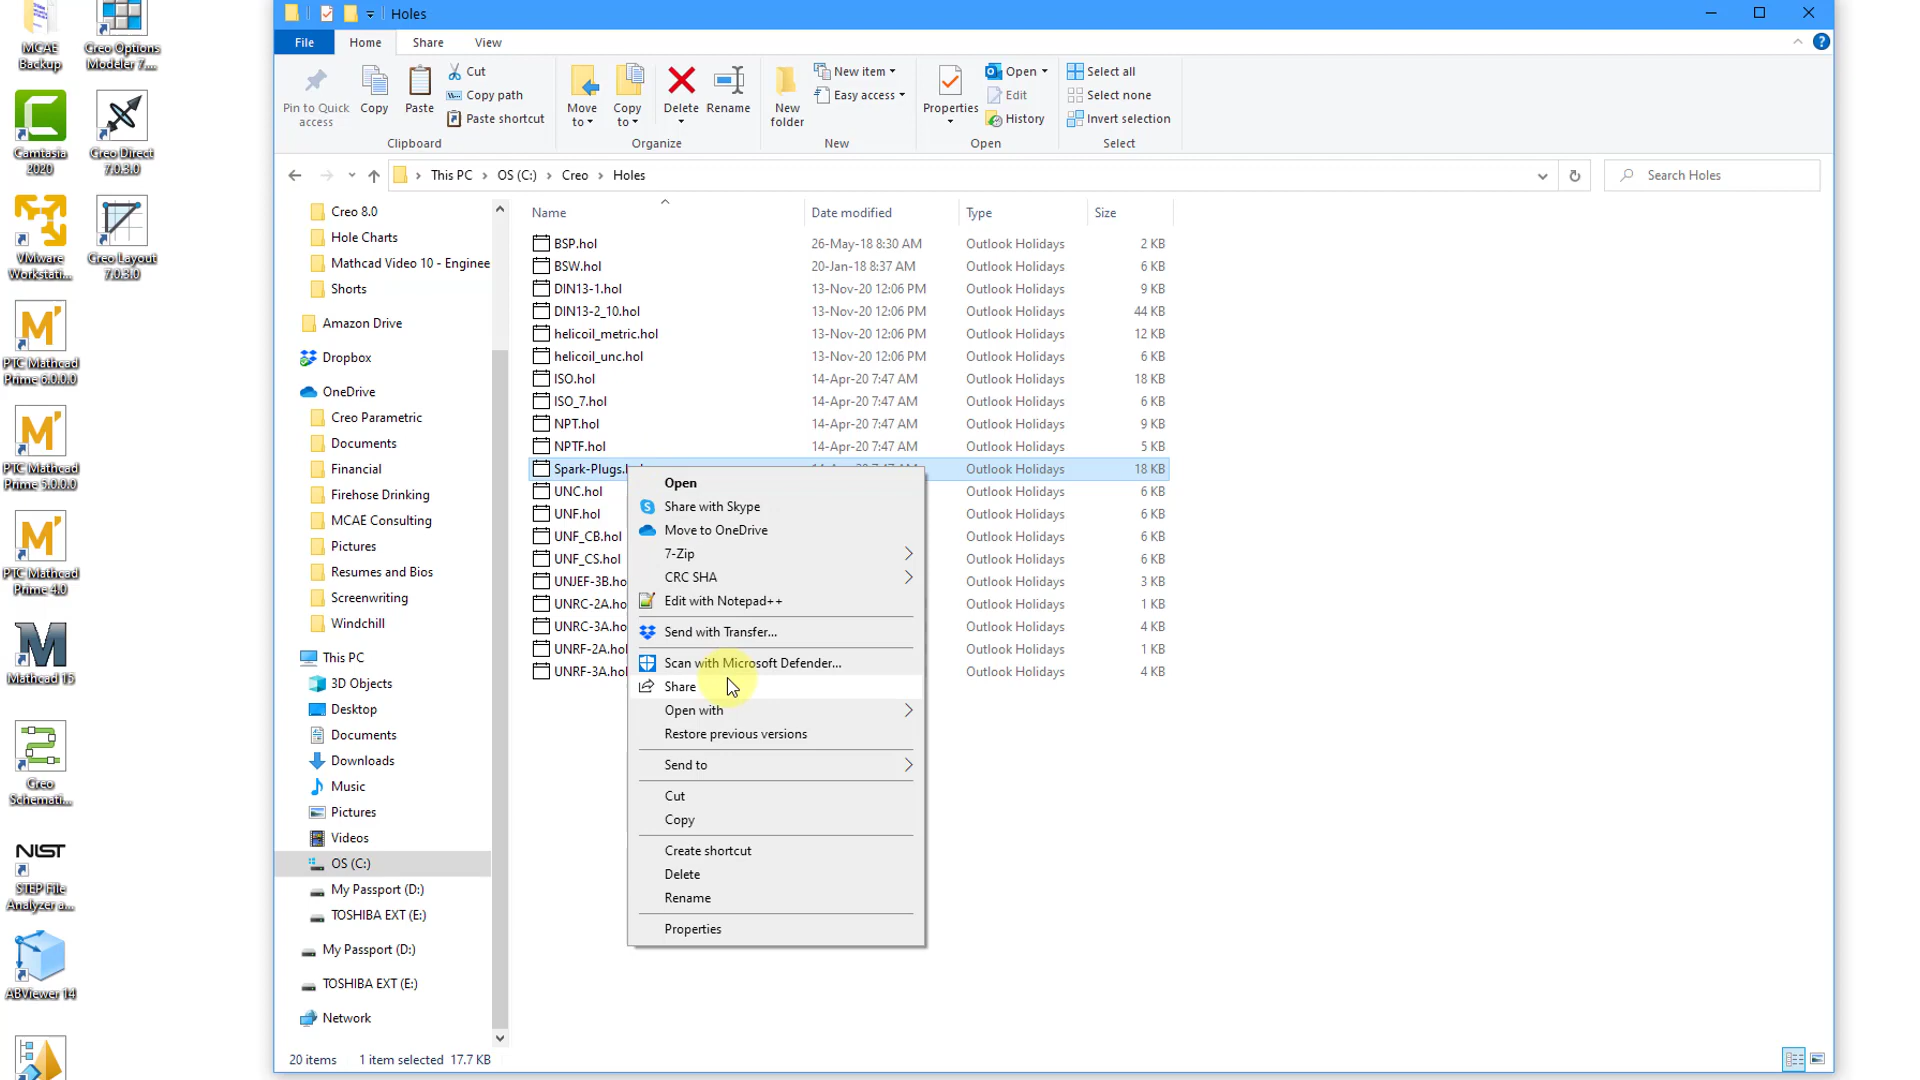 MCAE
Backup
Creo Options
Modeler 7....
Camtasia
2020
Creo Direct
7.0.3.0
VMware
Workstati...
Creo Layout
7.0.3.0
PTC Mathcad
Prime 6.0.0.0
PTC Mathcad
Prime 5.0.0.0
PTC Mathcad
Prime 4.0
Mathcad 15
Creo
Schemati...
NIST
STEP File
Analyzer a...
ABViewer 14
Holes
File
Home
Share
View
Pin to Quick
access
Copy
Paste
Cut
Copy path
Paste shortcut
Clipboard
Move
to
Copy
to
Delete
Rename
Organize
New
folder
New item
Easy access
New
Properties
Open
Edit
History
Open
Select all
Select none
Invert selection
Select
This PC > OS (C:) > Creo > Holes
Search Holes
Creo 8.0
Hole Charts
Mathcad Video 10 - Enginee
Shorts
Amazon Drive
Dropbox
OneDrive
Creo Parametric
Documents
Financial
Firehose Drinking
MCAE Consulting
Pictures
Resumes and Bios
Screenwriting
Windchill
This PC
3D Objects
Desktop
Documents
Downloads
Music
Pictures
Videos
OS (C:)
My Passport (D:)
TOSHIBA EXT (E:)
My Passport (D:)
TOSHIBA EXT (E:)
Network
Name Date modified Type Size
BSP.hol 26-May-18 8:30 AM Outlook Holidays 2 KB
BSW.hol 20-Jan-18 8:37 AM Outlook Holidays 6 KB
DIN13-1.hol 13-Nov-20 12:06 PM Outlook Holidays 9 KB
DIN13-2_10.hol 13-Nov-20 12:06 PM Outlook Holidays 44 KB
helicoil_metric.hol 13-Nov-20 12:06 PM Outlook Holidays 12 KB
helicoil_unc.hol 13-Nov-20 12:06 PM Outlook Holidays 6 KB
ISO.hol 14-Apr-20 7:47 AM Outlook Holidays 18 KB
ISO_7.hol 14-Apr-20 7:47 AM Outlook Holidays 6 KB
NPT.hol 14-Apr-20 7:47 AM Outlook Holidays 9 KB
NPTF.hol 14-Apr-20 7:47 AM Outlook Holidays 5 KB
Spark-Plugs. Outlook Holidays 18 KB
UNC.hol Outlook Holidays 6 KB
UNF.hol Outlook Holidays 6 KB
UNF_CB.hol Outlook Holidays 6 KB
UNF_CS.hol Outlook Holidays 6 KB
UNJEF-3B.ho Outlook Holidays 3 KB
UNRC-2A.ho Outlook Holidays 1 KB
UNRC-3A.ho Outlook Holidays 4 KB
UNRF-2A.ho Outlook Holidays 1 KB
UNRF-3A.hol Outlook Holidays 4 KB
Open
Share with Skype
Move to OneDrive
7-Zip
CRC SHA
Edit with Notepad++
Send with Transfer...
Scan with Microsoft Defender...
Share
Open with
Restore previous versions
Send to
Cut
Copy
Create shortcut
Delete
Rename
Properties
20 items 1 item selected 17.7 KB